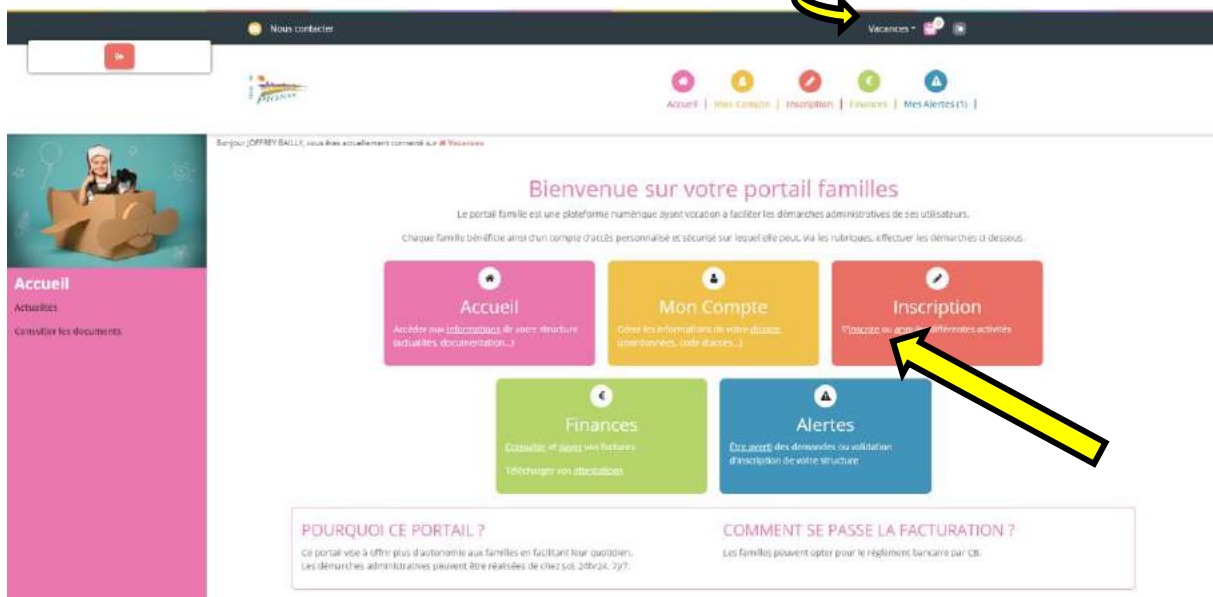 Nous contacter
Vacances
0
Accueil | Mon Compte | Inscription | Finances | Mes Alertes (1) |
Bonjour JOFFREY BAILLY, vous êtes actuellement connecté sur Vacances
Bienvenue sur votre portail familles
Le portail famille est une plateforme numérique ayant vocation à faciliter les démarches administratives de ses utilisateurs.
Chaque famille bénéficie ainsi d'un compte d'accès personnalisé et sécurisé sur lequel elle peut, via les rubriques, effectuer les démarches ci dessous.
Accueil
Actualités
Consulter les documents
Accueil
Accéder aux informations de votre structure
(actualités, documentation...)
Mon Compte
Gérer les informations de votre dossier
(coordonnées, code d'accès...)
Inscription
S'inscrire ou annuler différentes activités
Finances
Consulter et payer vos factures
Télécharger vos attestations
Alertes
Être averti des demandes ou validation
d'inscription de votre structure
POURQUOI CE PORTAIL ?
Ce portail vise à offrir plus d'autonomie aux familles en facilitant leur quotidien.
Les démarches administratives peuvent être réalisées de chez soi, 24h/24, 7j/7.
COMMENT SE PASSE LA FACTURATION ?
Les familles peuvent opter pour le règlement bancaire par CB.